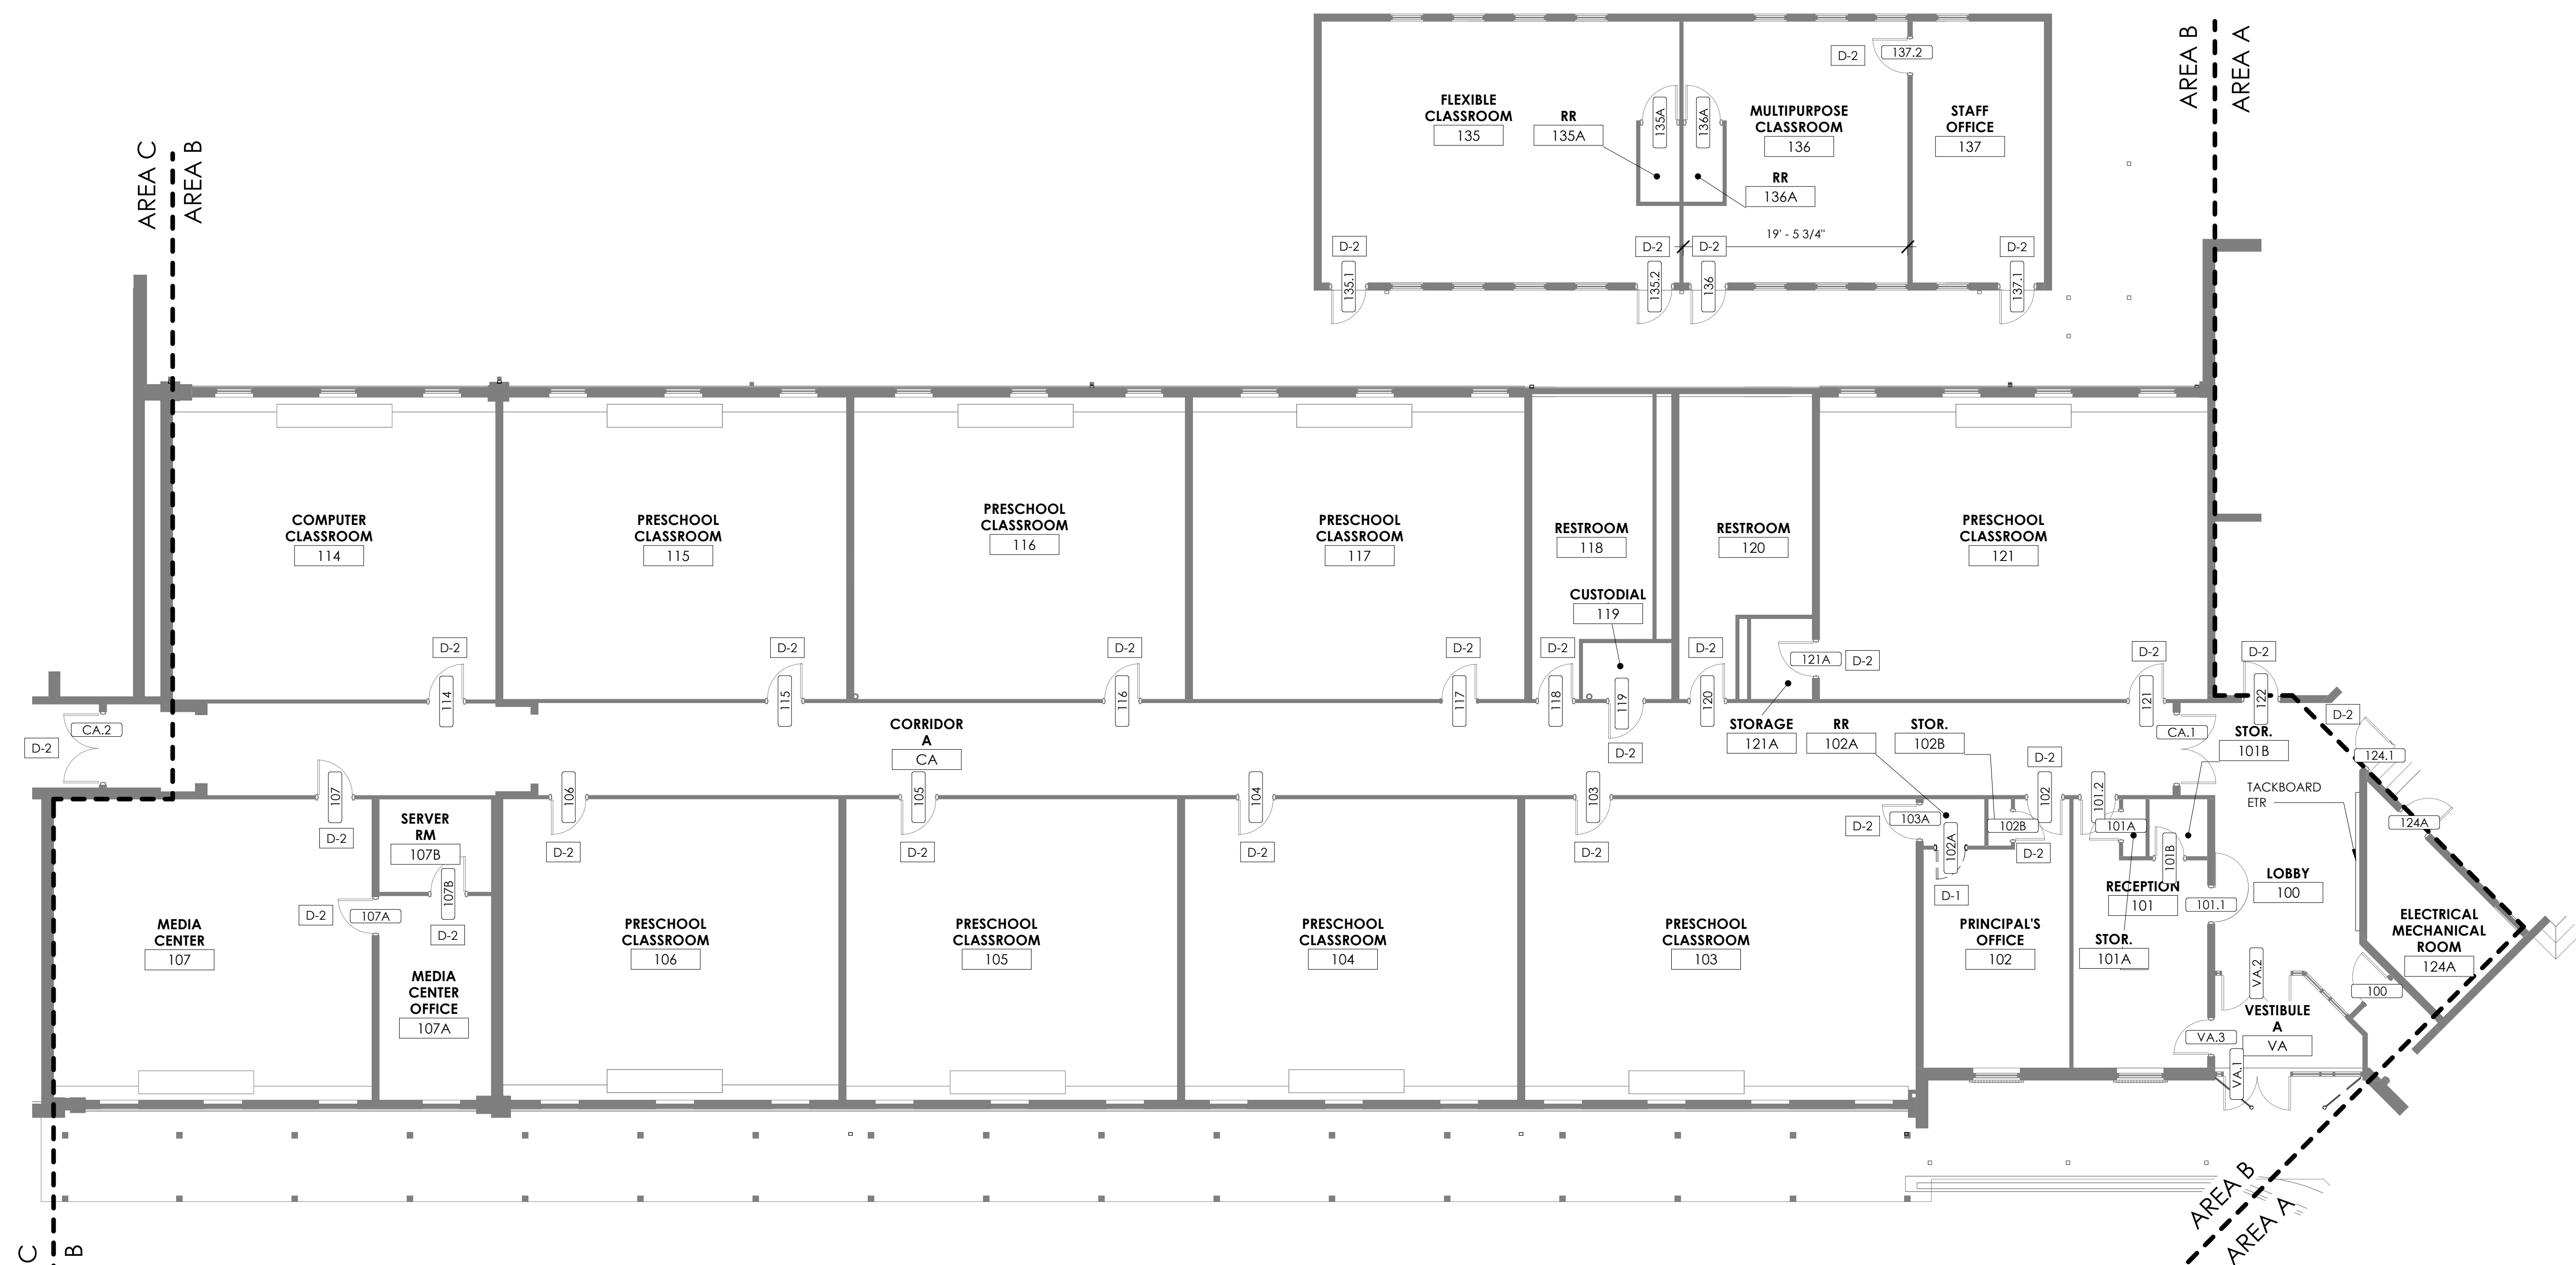 AREA B
AREA A
AREA C
AREA B
FLEXIBLE
CLASSROOM
135
RR
135A
135A
136A
MULTIPURPOSE
CLASSROOM
136
RR
136A
D-2
137.2
STAFF
OFFICE
137
19' - 5 3/4"
D-2
135.1
D-2
135.2
D-2
136
D-2
137.1
COMPUTER
CLASSROOM
114
PRESCHOOL
CLASSROOM
115
PRESCHOOL
CLASSROOM
116
PRESCHOOL
CLASSROOM
117
RESTROOM
118
CUSTODIAL
119
RESTROOM
120
PRESCHOOL
CLASSROOM
121
D-2
114
D-2
115
D-2
116
D-2
117
D-2
118
119
D-2
D-2
120
121A
D-2
D-2
121
D-2
122
D-2
124.1
D-2
CA.2
CORRIDOR
A
CA
STORAGE
121A
RR
102A
STOR.
102B
CA.1
STOR.
101B
TACKBOARD
ETR
107
D-2
106
D-2
105
D-2
104
D-2
103
D-2
D-2
103A
102A
D-1
102B
D-2
D-2
102
101.2
101A
101B
124A
SERVER
RM
107B
107B
D-2
D-2
107A
MEDIA
CENTER
107
MEDIA
CENTER
OFFICE
107A
PRESCHOOL
CLASSROOM
106
PRESCHOOL
CLASSROOM
105
PRESCHOOL
CLASSROOM
104
PRESCHOOL
CLASSROOM
103
PRINCIPAL'S
OFFICE
102
RECEPTION
101
STOR.
101A
101.1
LOBBY
100
ELECTRICAL
MECHANICAL
ROOM
124A
VA.2
100
VESTIBULE
A
VA
VA.3
VA.1
AREA B
AREA A
C
B